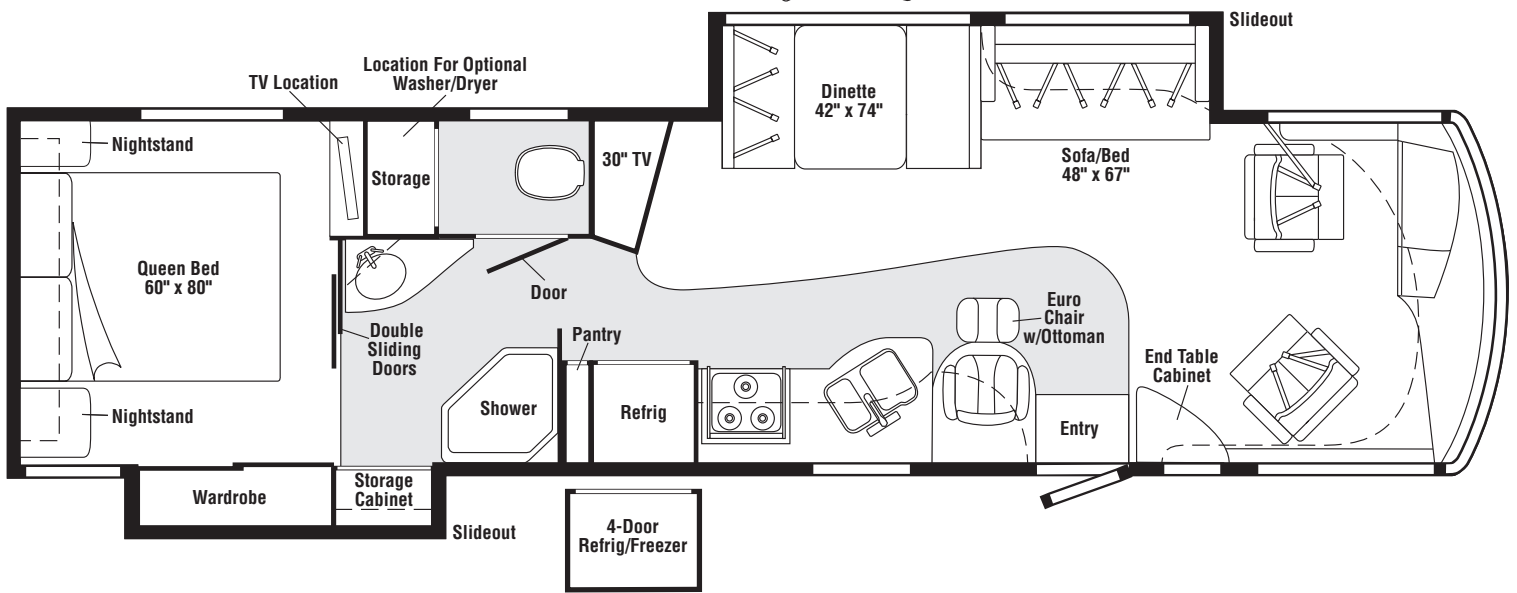 Slideout
Location For Optional
Washer/Dryer
TV Location
Dinette
42" x 74"
Nightstand
30" TV
Storage
Sofa/Bed
48" x 67"
Queen Bed
60" x 80"
Door
Euro
Chair
w/Ottoman
Double
Sliding
Doors
Pantry
End Table
Cabinet
Nightstand
Shower
Refrig
Entry
Wardrobe
Storage
Cabinet
Slideout
4-Door
Refrig/Freezer